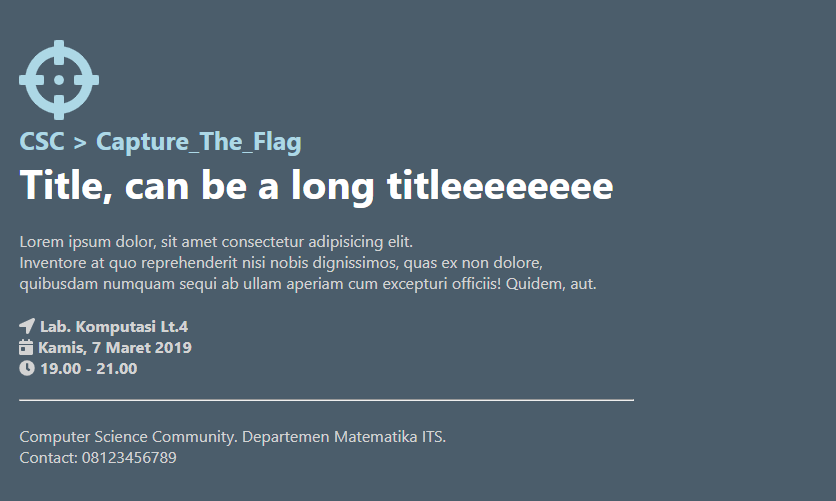 CSC > Capture_The_Flag
Title, can be a long titleeeeeeeee
Lorem ipsum dolor, sit amet consectetur adipisicing elit.
Inventore at quo reprehenderit nisi nobis dignissimos, quas ex non dolore,
quibusdam numquam sequi ab ullam aperiam cum excepturi officiis! Quidem, aut.
Lab. Komputasi Lt.4
Kamis, 7 Maret 2019
19.00 - 21.00
Computer Science Community. Departemen Matematika ITS.
Contact: 08123456789